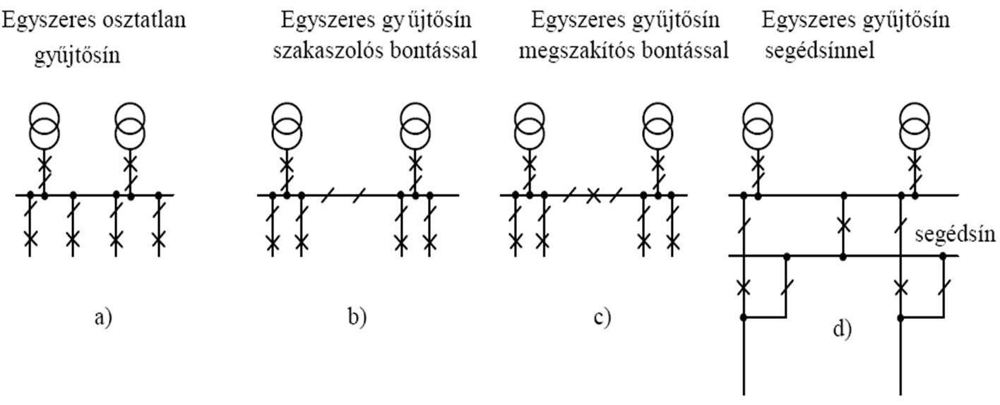 Egyszeres osztatlan
gyűjtősín
Egyszeres gyűjtősín
szakaszolós bontással
Egyszeres gyűjtősín
megszakítós bontással
Egyszeres gyűjtősín
segédsínnel
segédsín
a)
b)
c)
d)